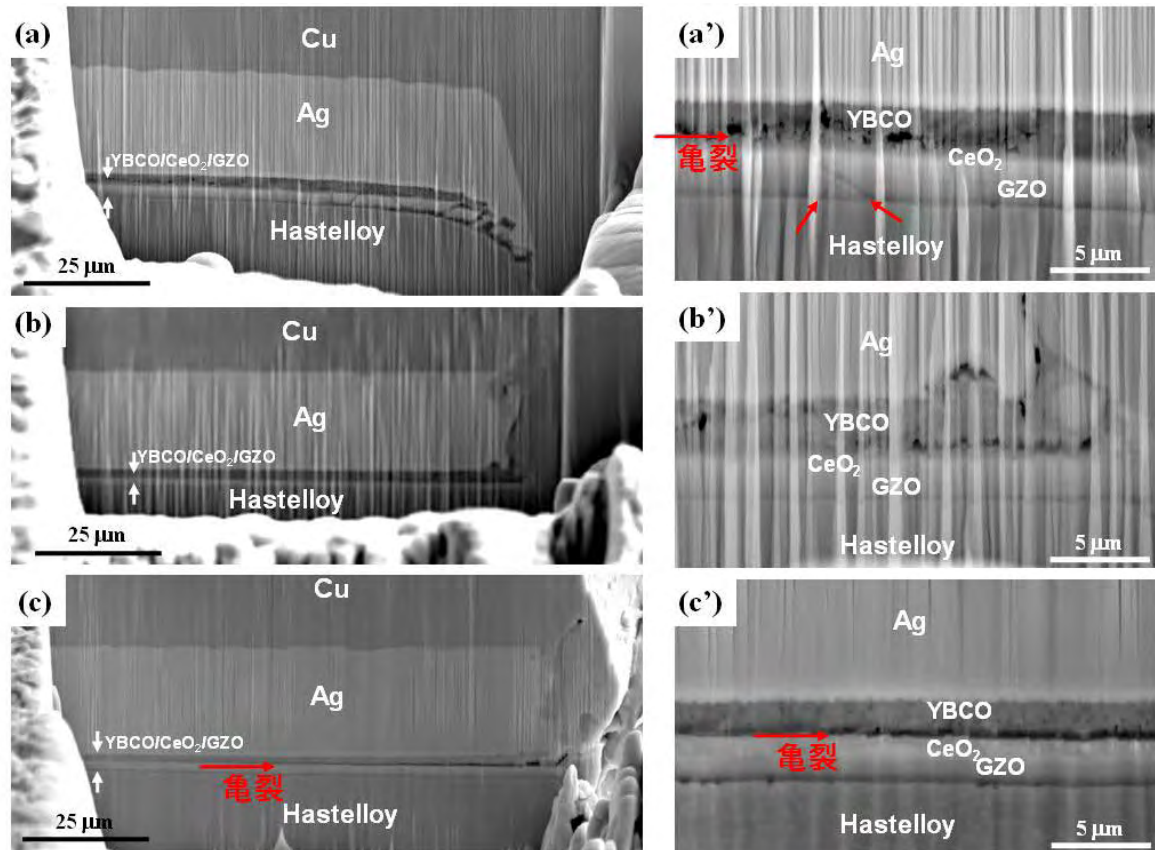 (a)
Cu
Ag
YBCO/CeO₂/GZO
Hastelloy
25 μm
(a')
Ag
YBCO
亀裂
CeO₂
GZO
Hastelloy
5 μm
(b)
Cu
Ag
YBCO/CeO₂/GZO
Hastelloy
25 μm
(b')
Ag
YBCO
CeO₂
GZO
Hastelloy
5 μm
(c)
Cu
Ag
YBCO/CeO₂/GZO
亀裂
Hastelloy
25 μm
(c')
Ag
YBCO
亀裂
CeO₂
GZO
Hastelloy
5 μm